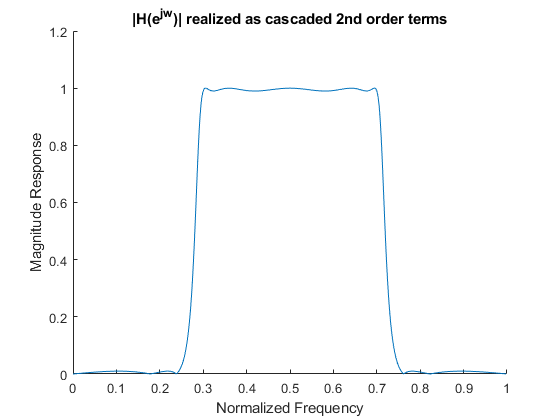 |H(e^jw)| realized as cascaded 2nd order terms
1.2
1
0.8
0.6
0.4
0.2
0
Magnitude Response
0 0.1 0.2 0.3 0.4 0.5 0.6 0.7 0.8 0.9 1
Normalized Frequency